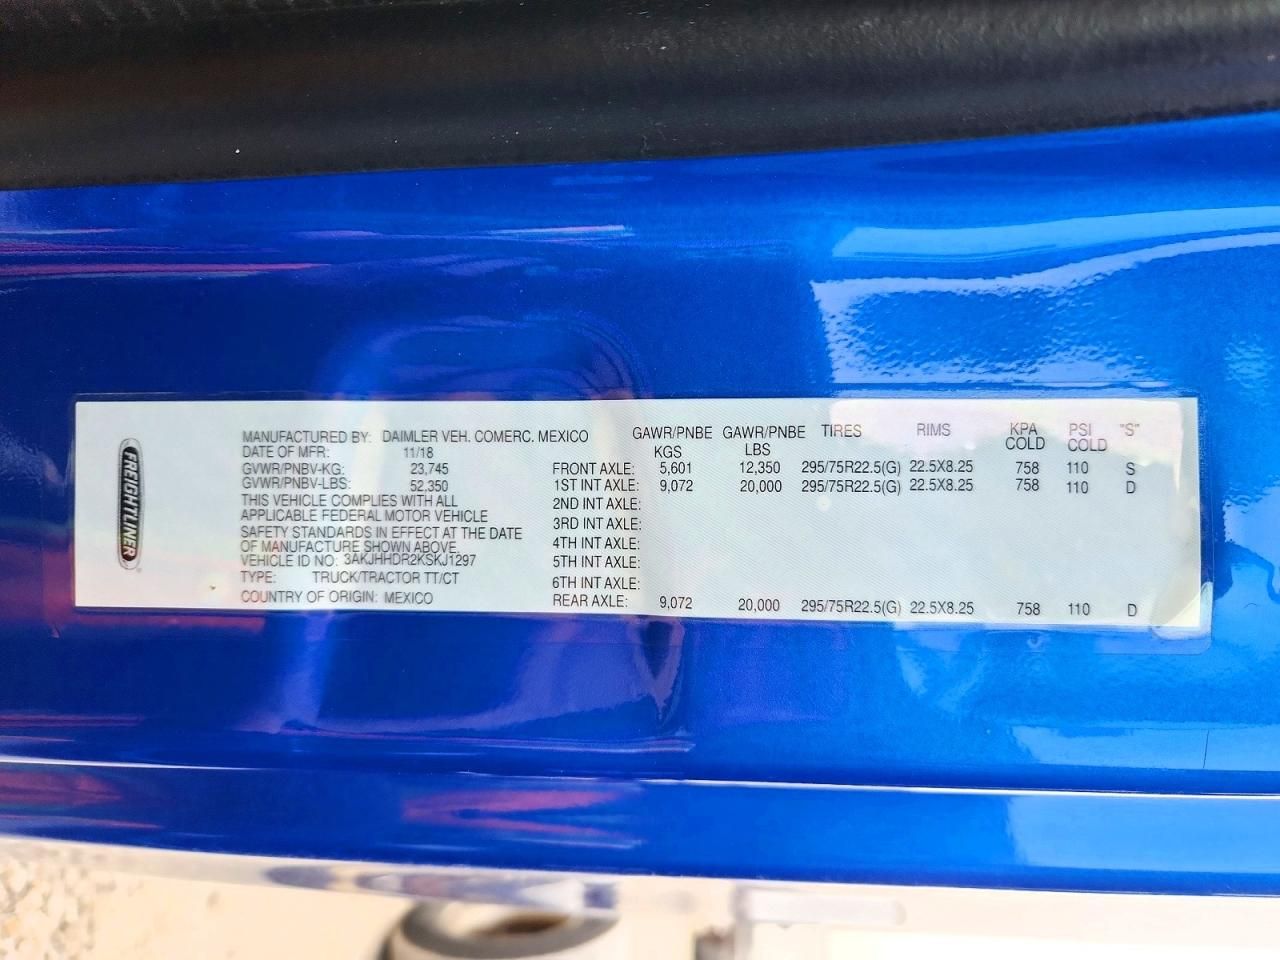 FREIGHTLINER
MANUFACTURED BY: DAIMLER VEH. COMERC. MEXICO
DATE OF MFR: 11/18
GVWR/PNBV-KG: 23,745
GVWR/PNBV-LBS: 52,350
THIS VEHICLE COMPLIES WITH ALL
APPLICABLE FEDERAL MOTOR VEHICLE
SAFETY STANDARDS IN EFFECT AT THE DATE
OF MANUFACTURE SHOWN ABOVE.
VEHICLE ID NO: 3AKJHHDR2KSKJ1297
TYPE: TRUCK/TRACTOR TT/CT
COUNTRY OF ORIGIN: MEXICO
GAWR/PNBE GAWR/PNBE TIRES RIMS KPA PSI "S"
KGS LBS COLD COLD
FRONT AXLE: 5,601 12,350 295/75R22.5(G) 22.5X8.25 758 110 S
1ST INT AXLE: 9,072 20,000 295/75R22.5(G) 22.5X8.25 758 110 D
2ND INT AXLE:
3RD INT AXLE:
4TH INT AXLE:
5TH INT AXLE:
6TH INT AXLE:
REAR AXLE: 9,072 20,000 295/75R22.5(G) 22.5X8.25 758 110 D